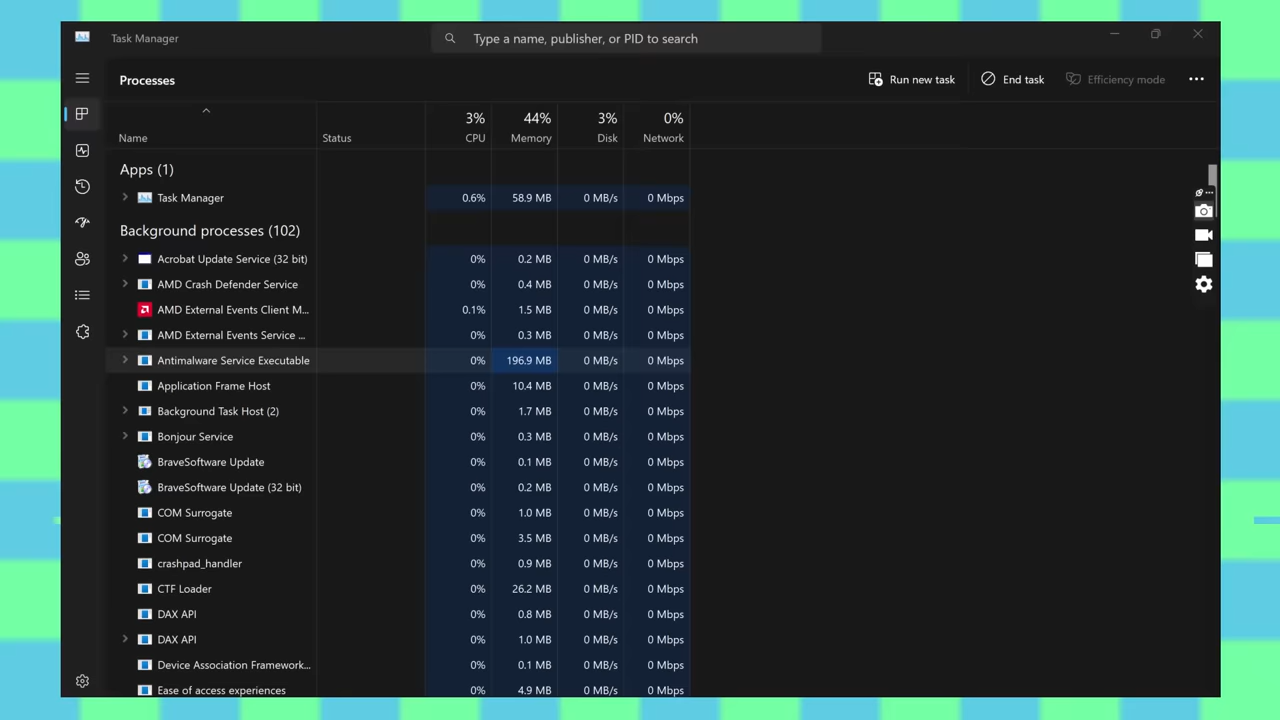 Task Manager
Type a name, publisher, or PID to search
Processes
Run new task
End task
Efficiency mode
3% 44% 3% 0%
Name Status CPU Memory Disk Network
Apps (1)
Task Manager 0.6% 58.9 MB 0 MB/s 0 Mbps
Background processes (102)
Acrobat Update Service (32 bit) 0% 0.2 MB 0 MB/s 0 Mbps
AMD Crash Defender Service 0% 0.4 MB 0 MB/s 0 Mbps
AMD External Events Client M... 0.1% 1.5 MB 0 MB/s 0 Mbps
AMD External Events Service ... 0% 0.3 MB 0 MB/s 0 Mbps
Antimalware Service Executable 0% 196.9 MB 0 MB/s 0 Mbps
Application Frame Host 0% 10.4 MB 0 MB/s 0 Mbps
Background Task Host (2) 0% 1.7 MB 0 MB/s 0 Mbps
Bonjour Service 0% 0.3 MB 0 MB/s 0 Mbps
BraveSoftware Update 0% 0.1 MB 0 MB/s 0 Mbps
BraveSoftware Update (32 bit) 0% 0.2 MB 0 MB/s 0 Mbps
COM Surrogate 0% 1.0 MB 0 MB/s 0 Mbps
COM Surrogate 0% 3.5 MB 0 MB/s 0 Mbps
crashpad_handler 0% 0.9 MB 0 MB/s 0 Mbps
CTF Loader 0% 26.2 MB 0 MB/s 0 Mbps
DAX API 0% 0.8 MB 0 MB/s 0 Mbps
DAX API 0% 1.0 MB 0 MB/s 0 Mbps
Device Association Framework... 0% 0.1 MB 0 MB/s 0 Mbps
Ease of access experiences 0% 4.9 MB 0 MB/s 0 Mbps